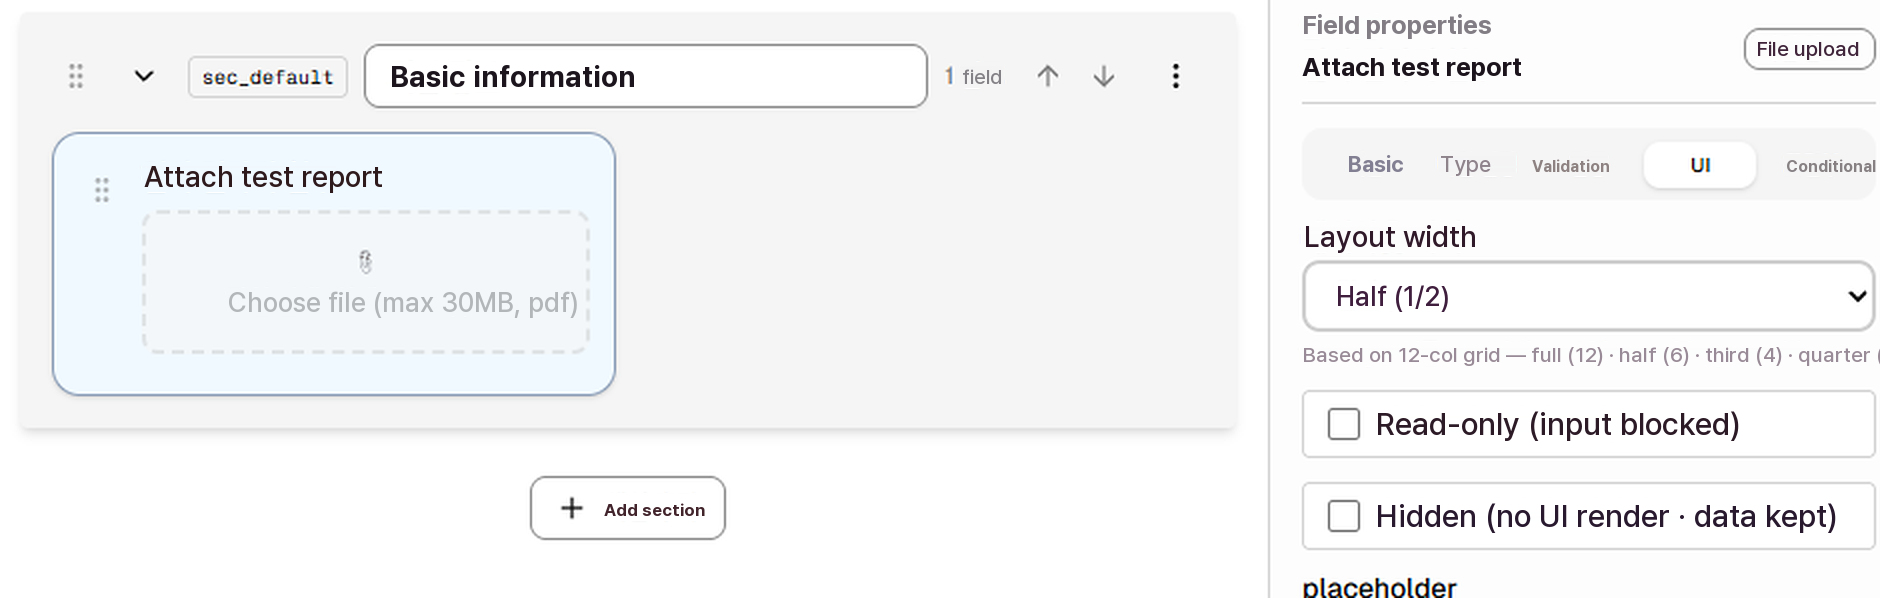 sec_default
Basic information
1 field
Attach test report
Choose file (max 30MB, pdf)
Add section
Field properties
Attach test report
File upload
Basic
Type
Validation
UI
Conditional
Layout width
Half (1/2)
Based on 12-col grid — full (12) · half (6) · third (4) · quarter (
Read-only (input blocked)
Hidden (no UI render · data kept)
placeholder